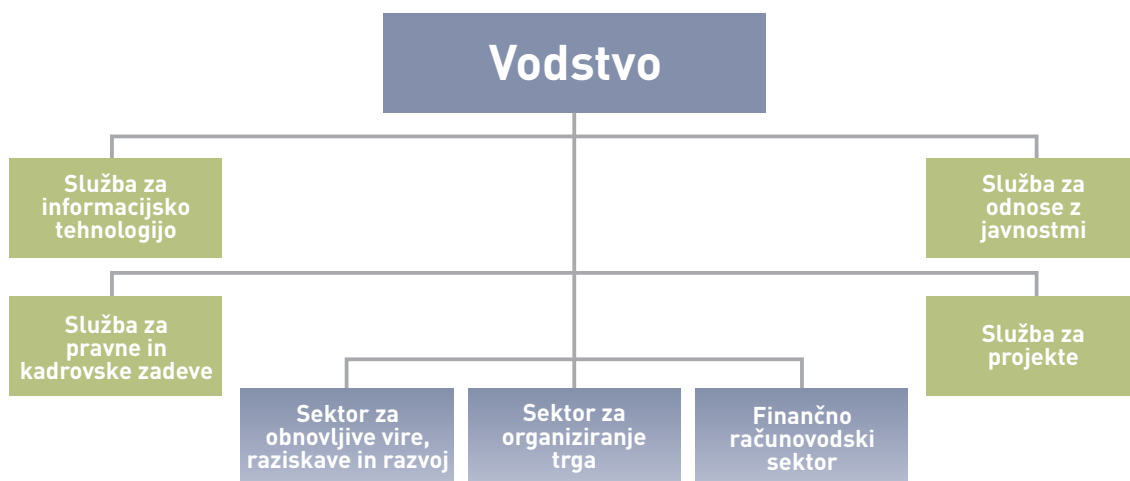 Vodstvo
Služba za
informacijsko
tehnologijo
Služba za
odnose z
javnostmi
Služba za
pravne in
kadrovske zadeve
Služba za
projekte
Sektor za
obnovljive vire,
raziskave in razvoj
Sektor za
organiziranje
trga
Finančno
računovodski
sektor